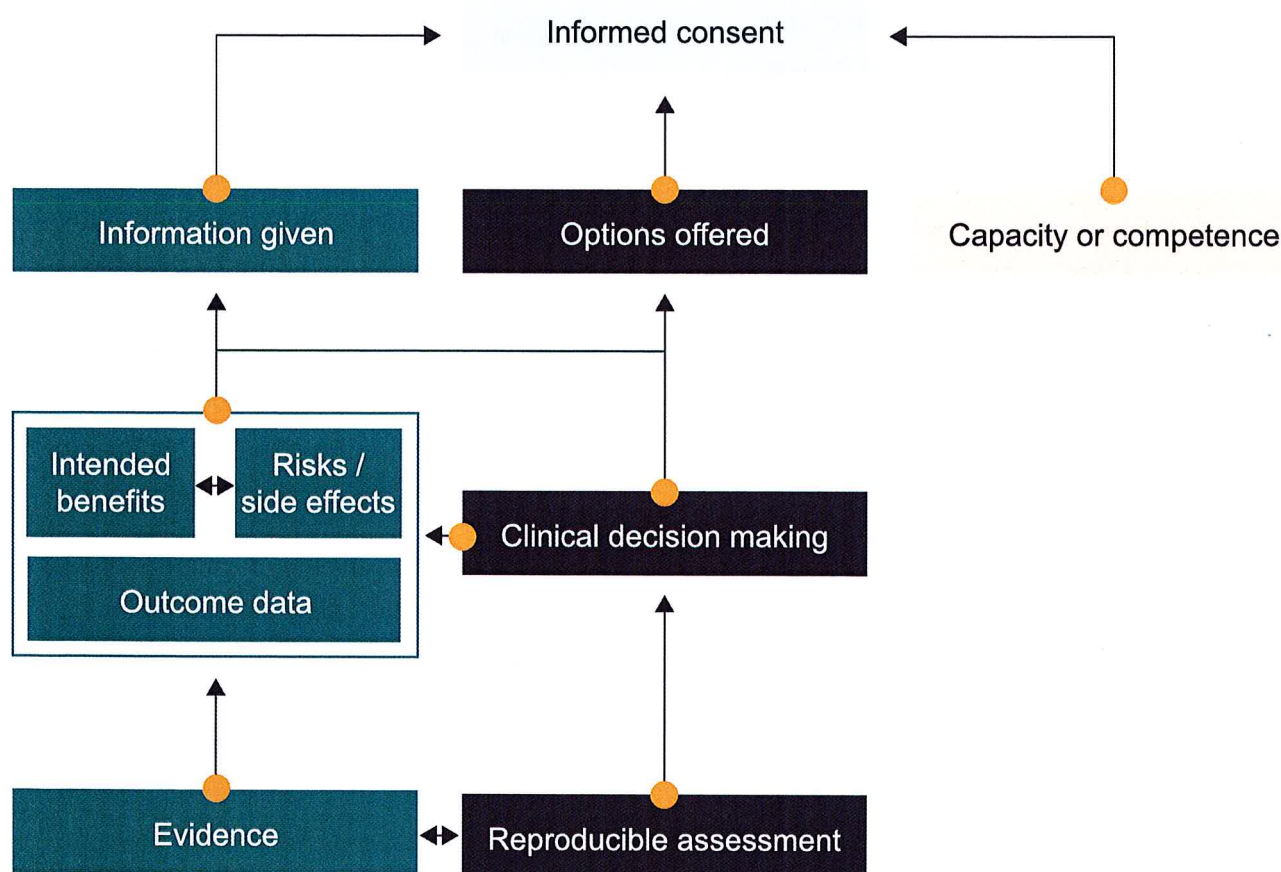 Informed consent
Information given
Options offered
Capacity or competence
Intended
benefits
Risks /
side effects
Outcome data
Clinical decision making
Evidence
Reproducible assessment